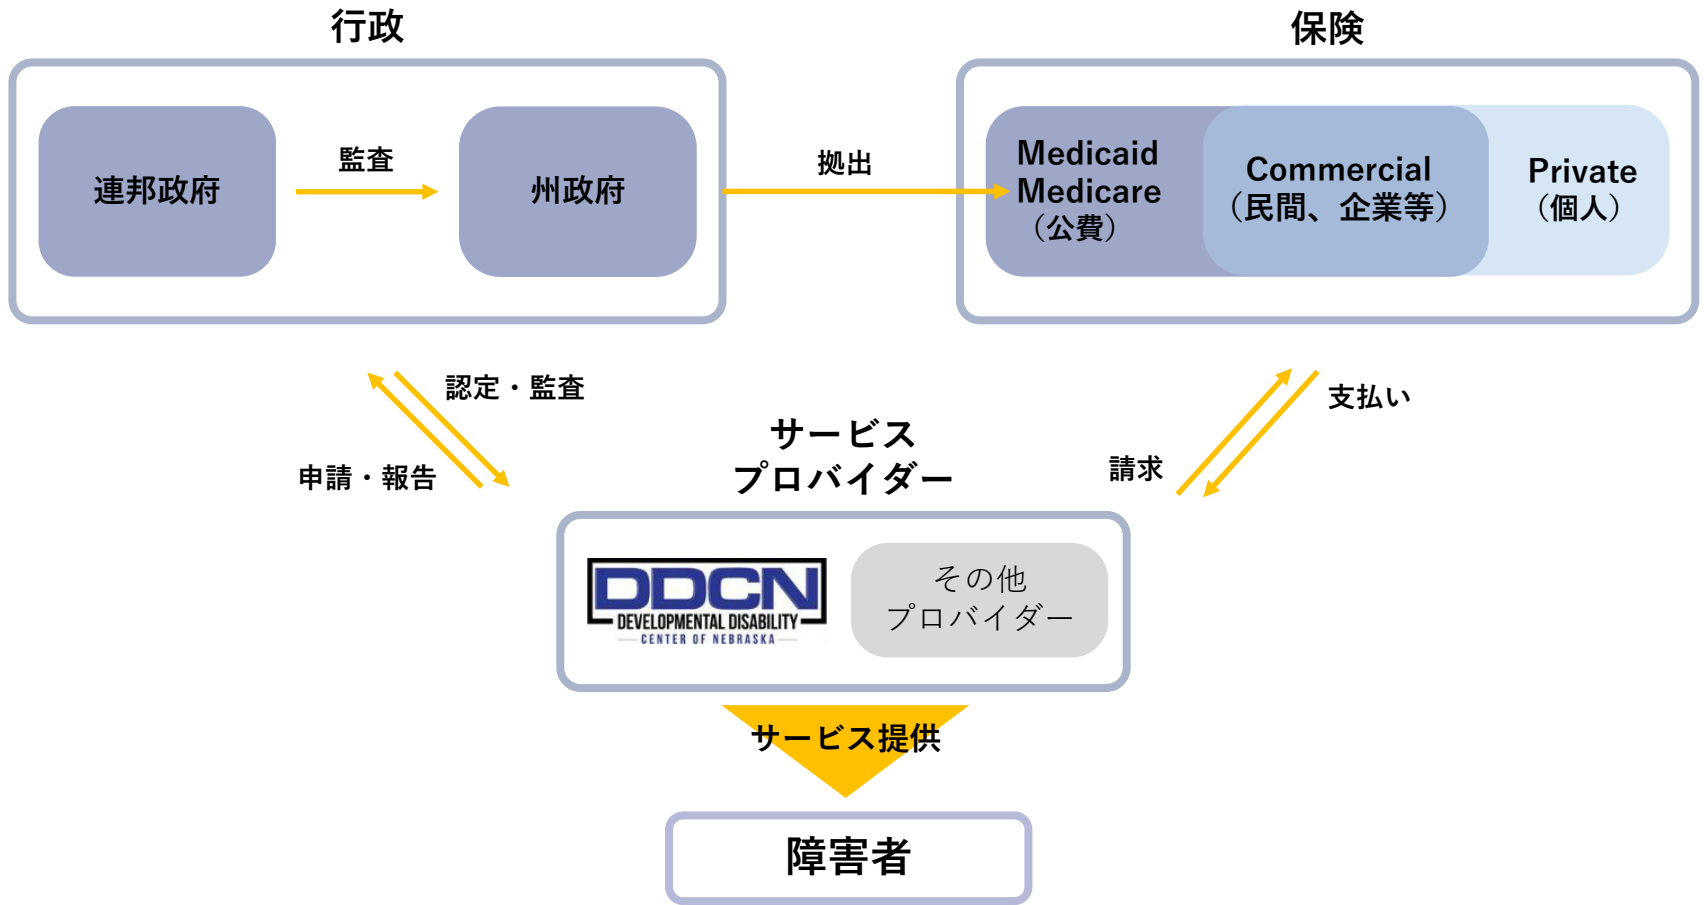 行政
保険
連邦政府
監査
州政府
拠出
Medicaid
Medicare
（公費）
Commercial
（民間、企業等）
Private
（個人）
認定・監査
申請・報告
サービス
プロバイダー
請求
支払い
DDCN
DEVELOPMENTAL DISABILITY
CENTER OF NEBRASKA
その他
プロバイダー
サービス提供
障害者